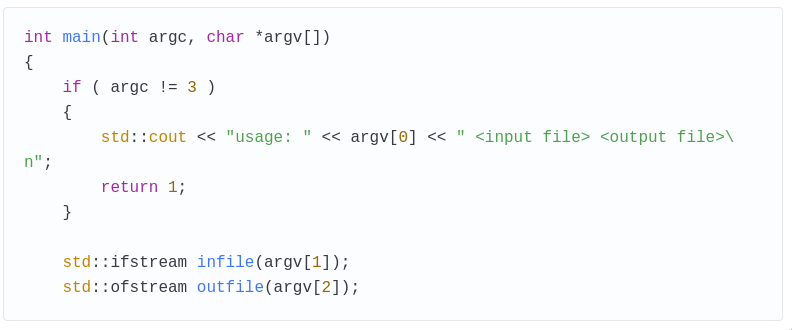 int main(int argc, char *argv[])
{
    if ( argc != 3 )
    {
        std::cout << "usage: " << argv[0] << " <input file> <output file>\
n";
        return 1;
    }

    std::ifstream infile(argv[1]);
    std::ofstream outfile(argv[2]);